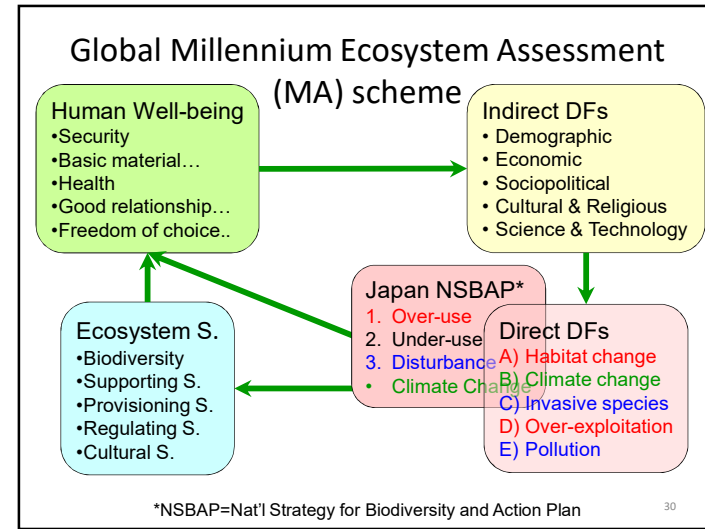 Global Millennium Ecosystem Assessment
(MA) scheme
Human Well-being
•Security
•Basic material…
•Health
•Good relationship…
•Freedom of choice..
Indirect DFs
• Demographic
• Economic
• Sociopolitical
• Cultural & Religious
• Science & Technology
Japan NSBAP*
1. Over-use
2. Under-use
3. Disturbance
• Climate Change
Direct DFs
A) Habitat change
B) Climate change
C) Invasive species
D) Over-exploitation
E) Pollution
Ecosystem S.
•Biodiversity
•Supporting S.
•Provisioning S.
•Regulating S.
•Cultural S.
*NSBAP=Nat'l Strategy for Biodiversity and Action Plan
30